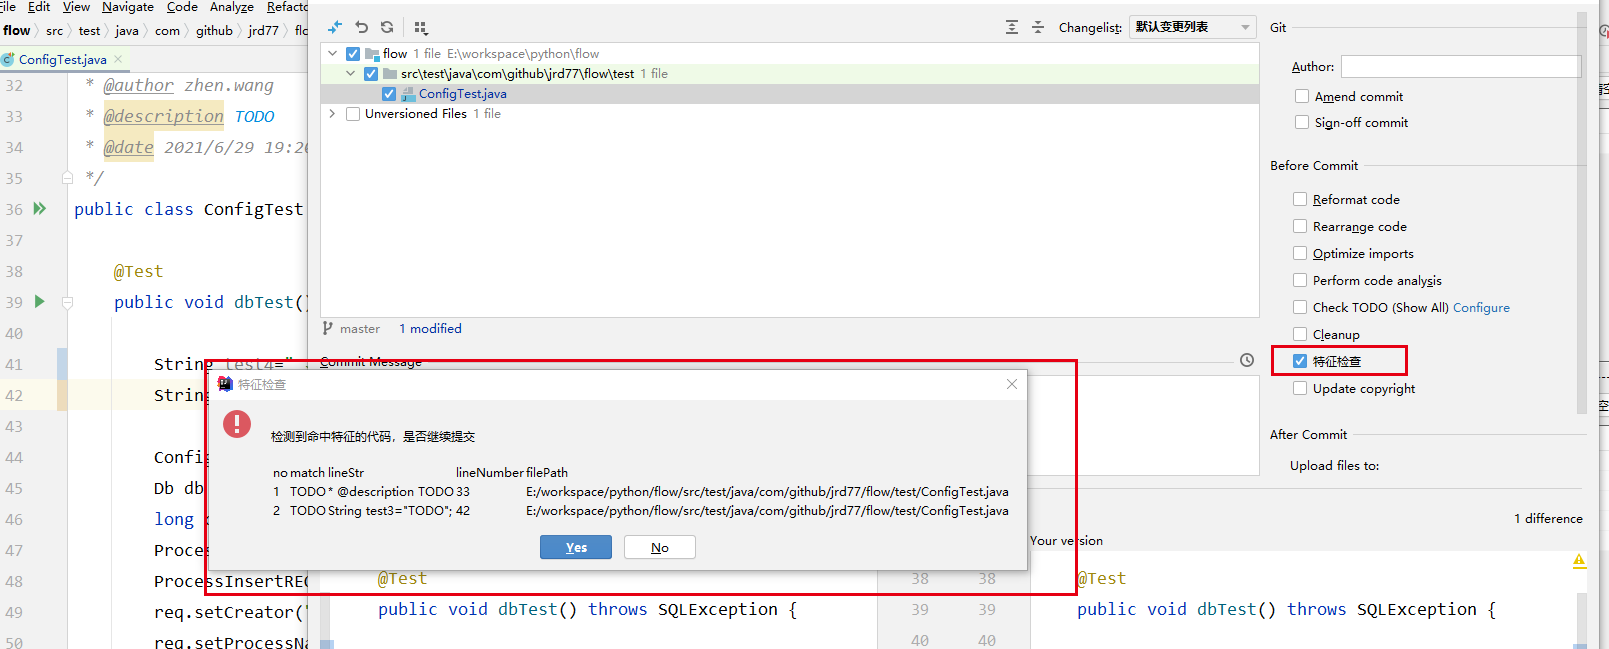 File Edit View Navigate Code Analyze Refacto
flow src test java com github jrd77 flo
ConfigTest.java
32 * @author zhen.wang
33 * @description TODO
34 * @date 2021/6/29 19:20
35 */
36 public class ConfigTest
37
38 @Test
39 public void dbTest()
40
41 String test4="
42 String
43
44 Config
45 Db db
46 long
47 Proces
48 ProcessInsertREQ
49 req.setCreator("
50 req.setProcessNa
Changelist: 默认变更列表
flow 1 file E:\workspace\python\flow
src\test\java\com\github\jrd77\flow\test 1 file
ConfigTest.java
Unversioned Files 1 file
master 1 modified
Commit Message
Git
Author:
Amend commit
Sign-off commit
Before Commit
Reformat code
Rearrange code
Optimize imports
Perform code analysis
Check TODO (Show All) Configure
Cleanup
特征检查
Update copyright
After Commit
Upload files to:
特征检查
检测到命中特征的代码，是否继续提交
no match lineStr lineNumber filePath
1 TODO * @description TODO 33 E:/workspace/python/flow/src/test/java/com/github/jrd77/flow/test/ConfigTest.java
2 TODO String test3="TODO"; 42 E:/workspace/python/flow/src/test/java/com/github/jrd77/flow/test/ConfigTest.java
Yes No
1 difference
Your version
@Test 38 38 @Test
public void dbTest() throws SQLException { 39 39 public void dbTest() throws SQLException {
40 40